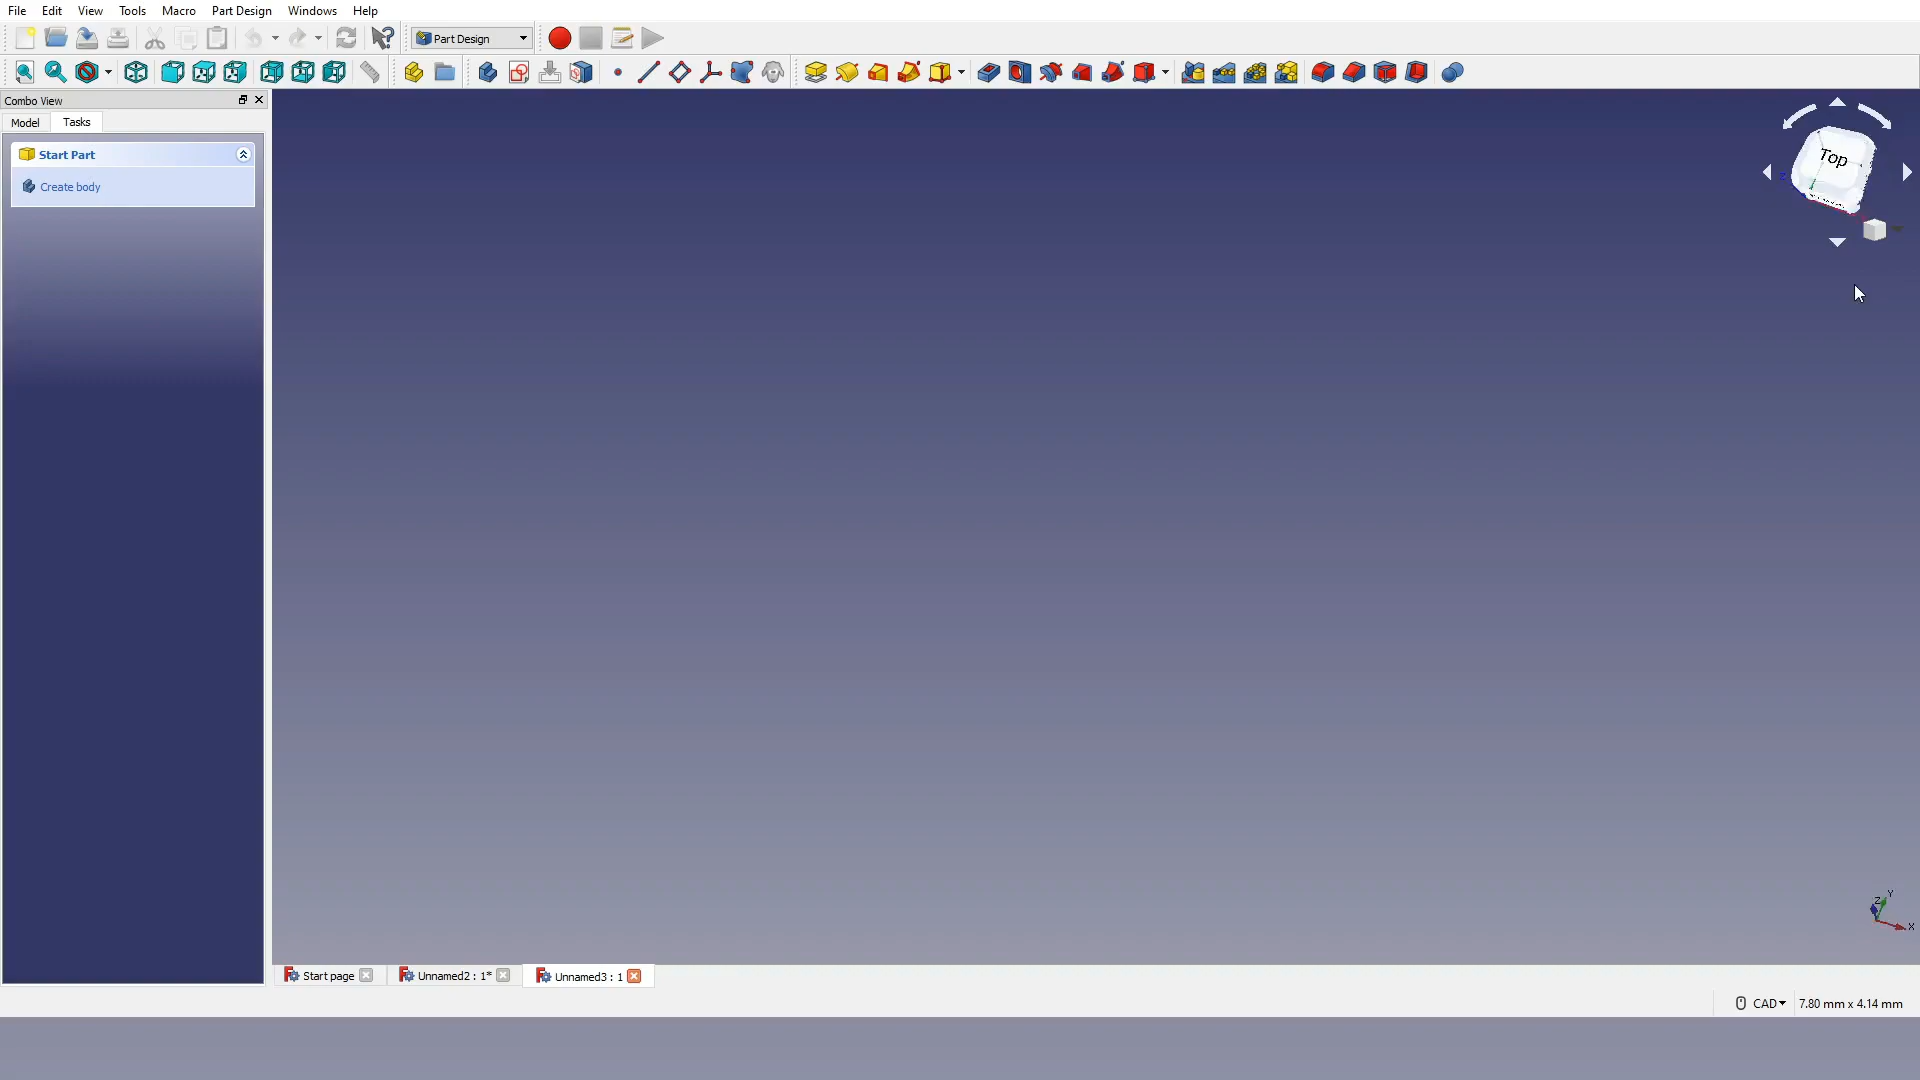 File Edit View Tools Macro Part Design Windows Help
Part Design
Combo View
Model Tasks
Start Part
Create body
Top
Z
Y
Z
X
Start page Unnamed2 : 1* Unnamed3 : 1
CAD 7.80 mm x 4.14 mm